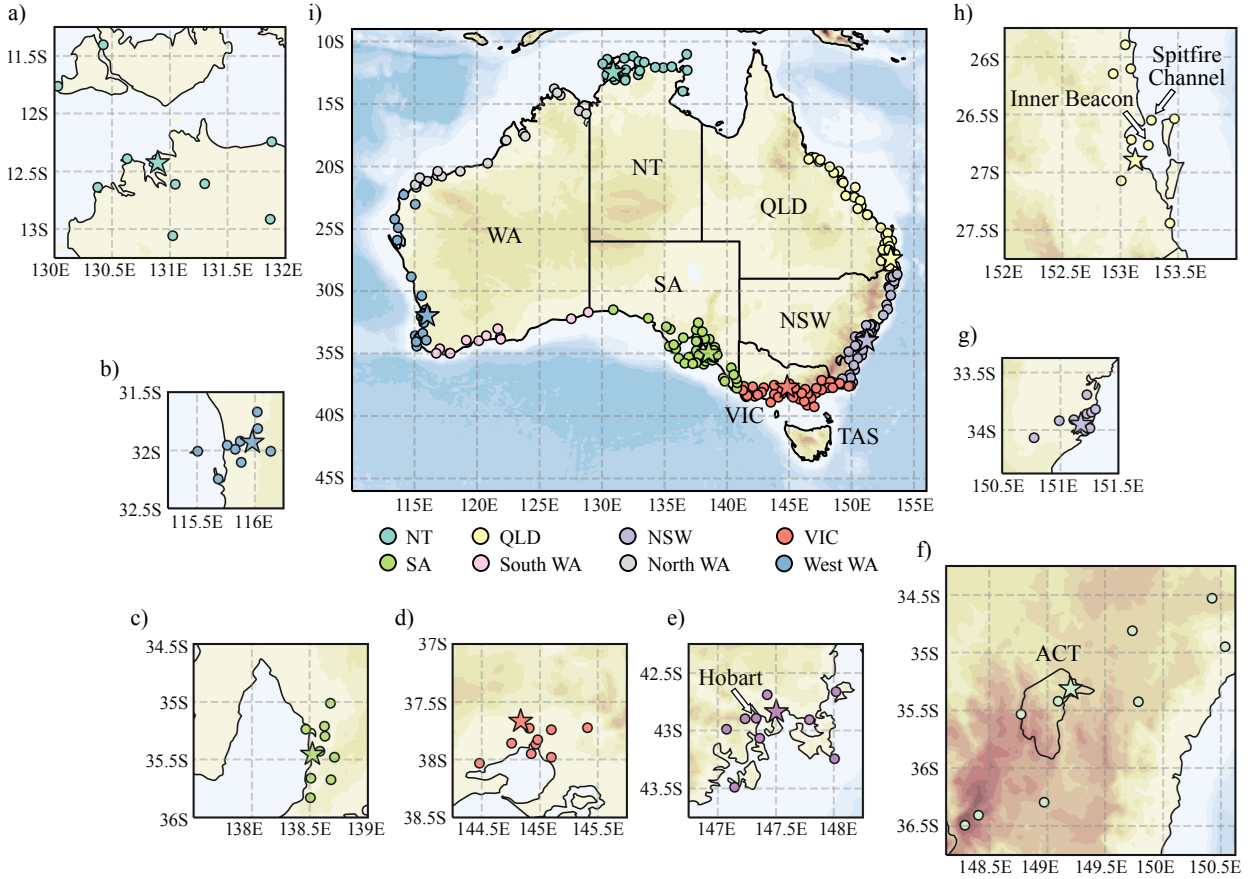 a)
11.5S
12S
12.5S
13S
130E
130.5E
131E
131.5E
132E
i)
10S
15S
20S
25S
30S
35S
40S
45S
115E
120E
125E
130E
135E
140E
145E
150E
155E
NT
WA
QLD
SA
NSW
VIC
TAS
h)
26S
26.5S
27S
27.5S
152E
152.5E
153E
153.5E
Spitfire
Channel
Inner Beacon
b)
31.5S
32S
32.5S
115.5E
116E
g)
33.5S
34S
150.5E
151E
151.5E
NT
QLD
NSW
VIC
SA
South WA
North WA
West WA
c)
34.5S
35S
35.5S
36S
138E
138.5E
139E
d)
37S
37.5S
38S
38.5S
144.5E
145E
145.5E
e)
42.5S
43S
43.5S
147E
147.5E
148E
Hobart
f)
34.5S
35S
35.5S
36S
36.5S
148.5E
149E
149.5E
150E
150.5E
ACT